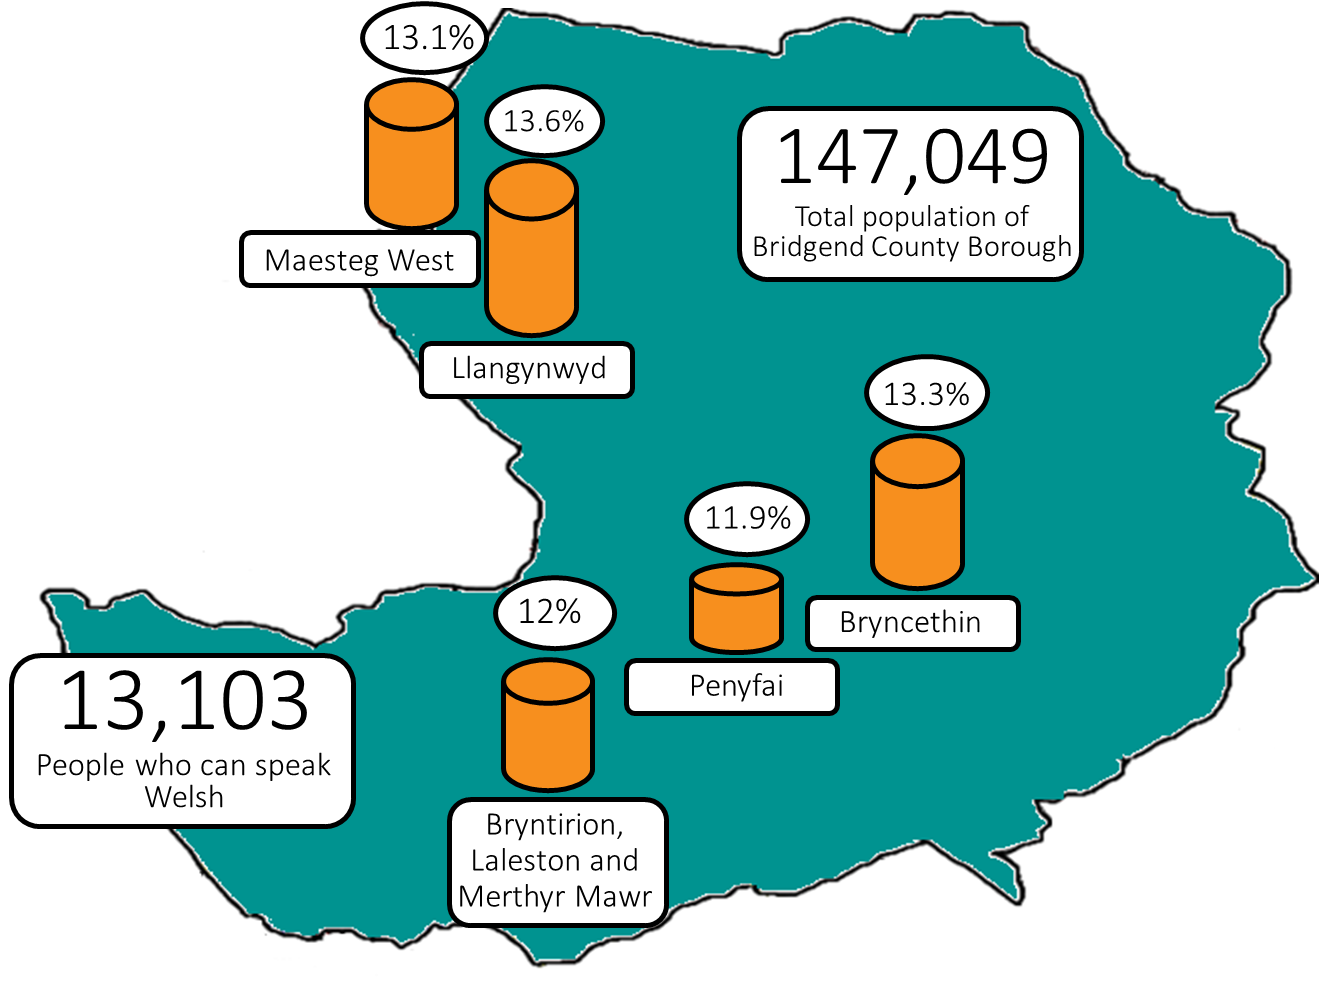 13.1%
13.6%
Maesteg West
Llangynwyd
147,049
Total population of
Bridgend County Borough
13.3%
11.9%
Bryncethin
12%
Penyfai
13,103
People who can speak
Welsh
Bryntirion,
Laleston and
Merthyr Mawr